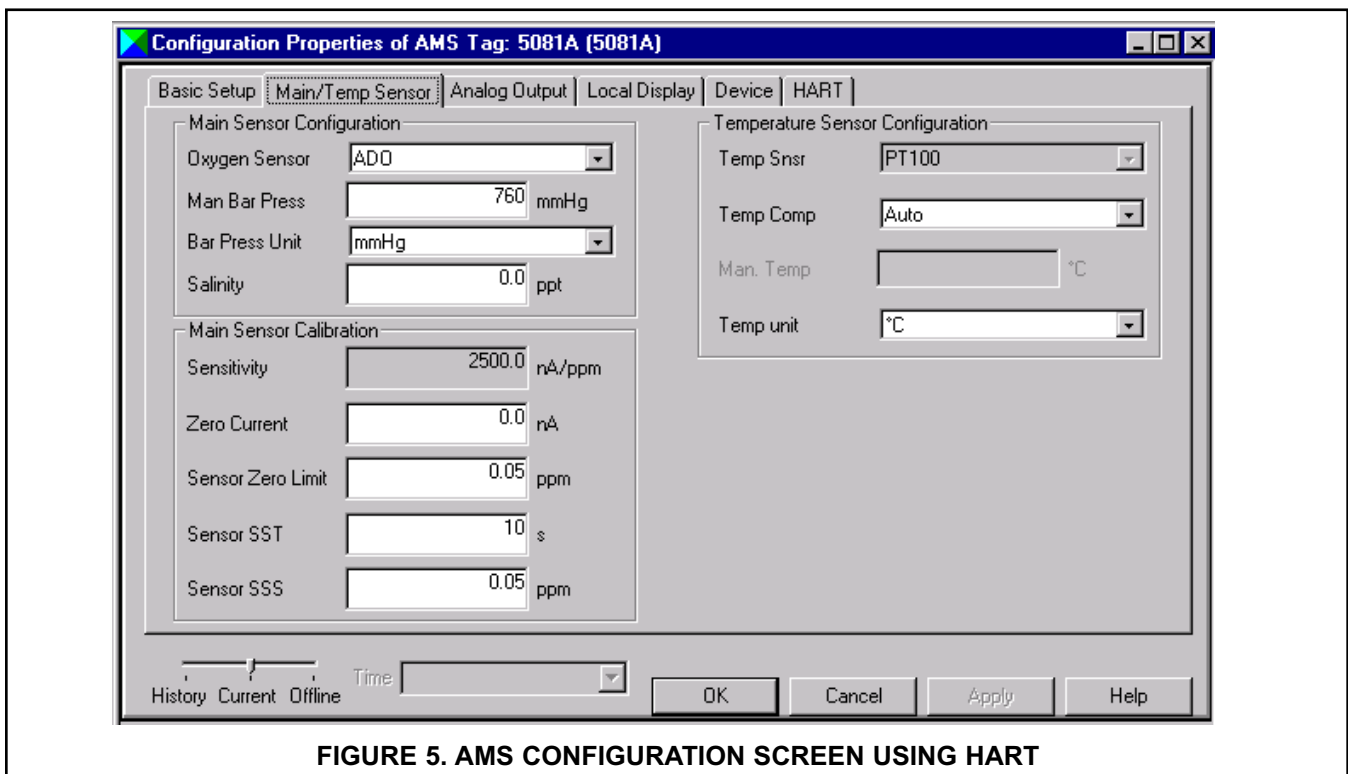 Configuration Properties of AMS Tag: 5081A (5081A)
Basic Setup Main/Temp Sensor Analog Output Local Display Device HART
Main Sensor Configuration
Oxygen Sensor ADO
Man Bar Press 760 mmHg
Bar Press Unit mmHg
Salinity 0.0 ppt
Main Sensor Calibration
Sensitivity 2500.0 nA/ppm
Zero Current 0.0 nA
Sensor Zero Limit 0.05 ppm
Sensor SST 10 s
Sensor SSS 0.05 ppm
Temperature Sensor Configuration
Temp Snsr PT100
Temp Comp Auto
Man. Temp °C
Temp unit °C
History Current Offline
Time
OK Cancel Apply Help
FIGURE 5. AMS CONFIGURATION SCREEN USING HART